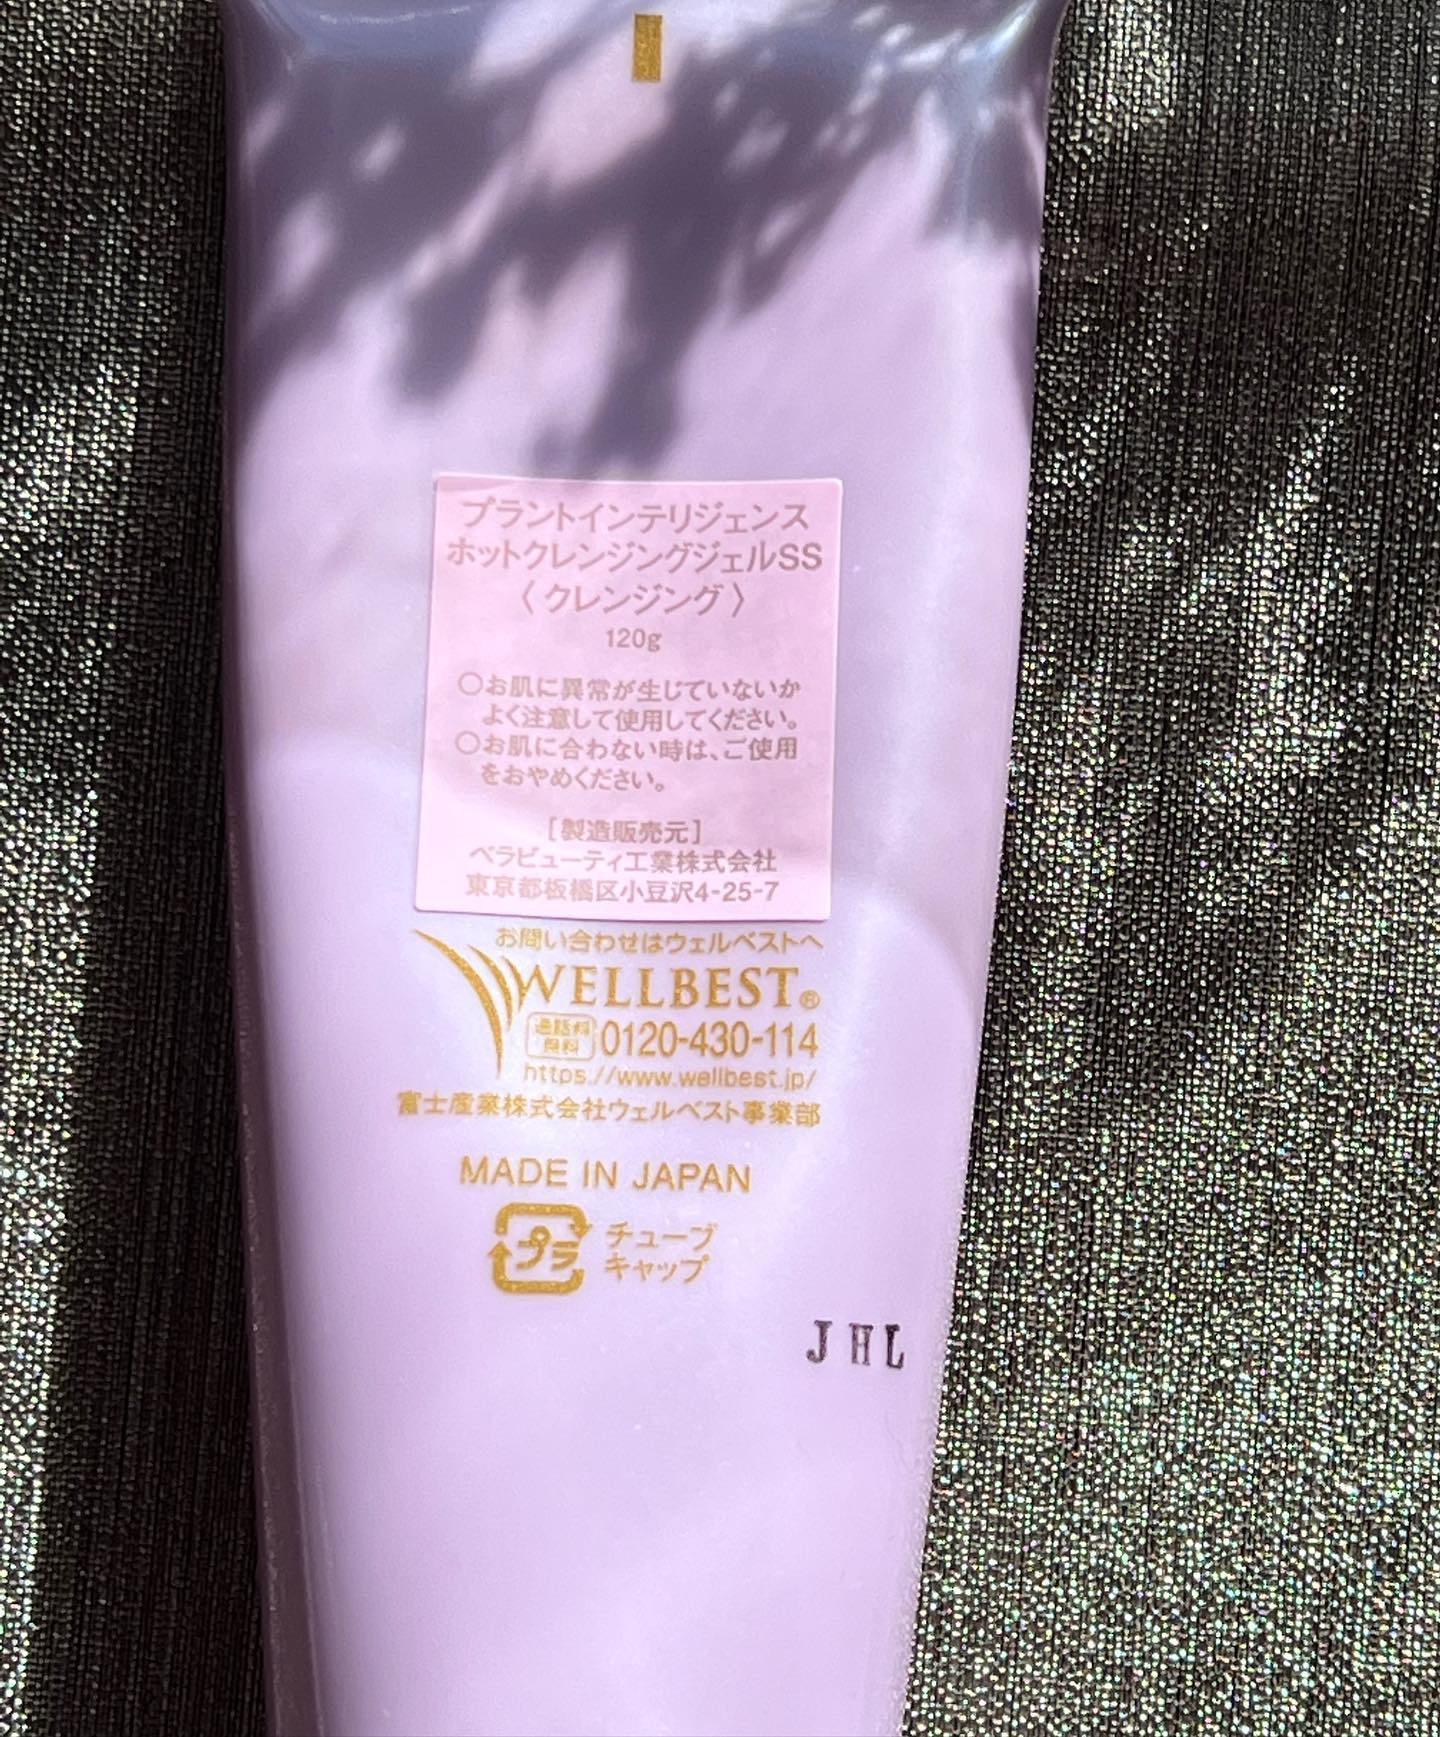 プラントインテリジェンス
ホットクレンジングジェルSS
〈クレンジング〉
120g
○お肌に異常が生じていないか
よく注意して使用してください。
○お肌に合わない時は、ご使用
をおやめください。
[製造販売元]
ベラビューティ工業株式会社
東京都板橋区小豆沢4-25-7
お問い合わせはウェルベストへ
WELLBEST®
通話料
無料 0120-430-114
https://www.wellbest.jp/
富士産業株式会社ウェルベスト事業部
MADE IN JAPAN
プラ チューブ
キャップ
JHL